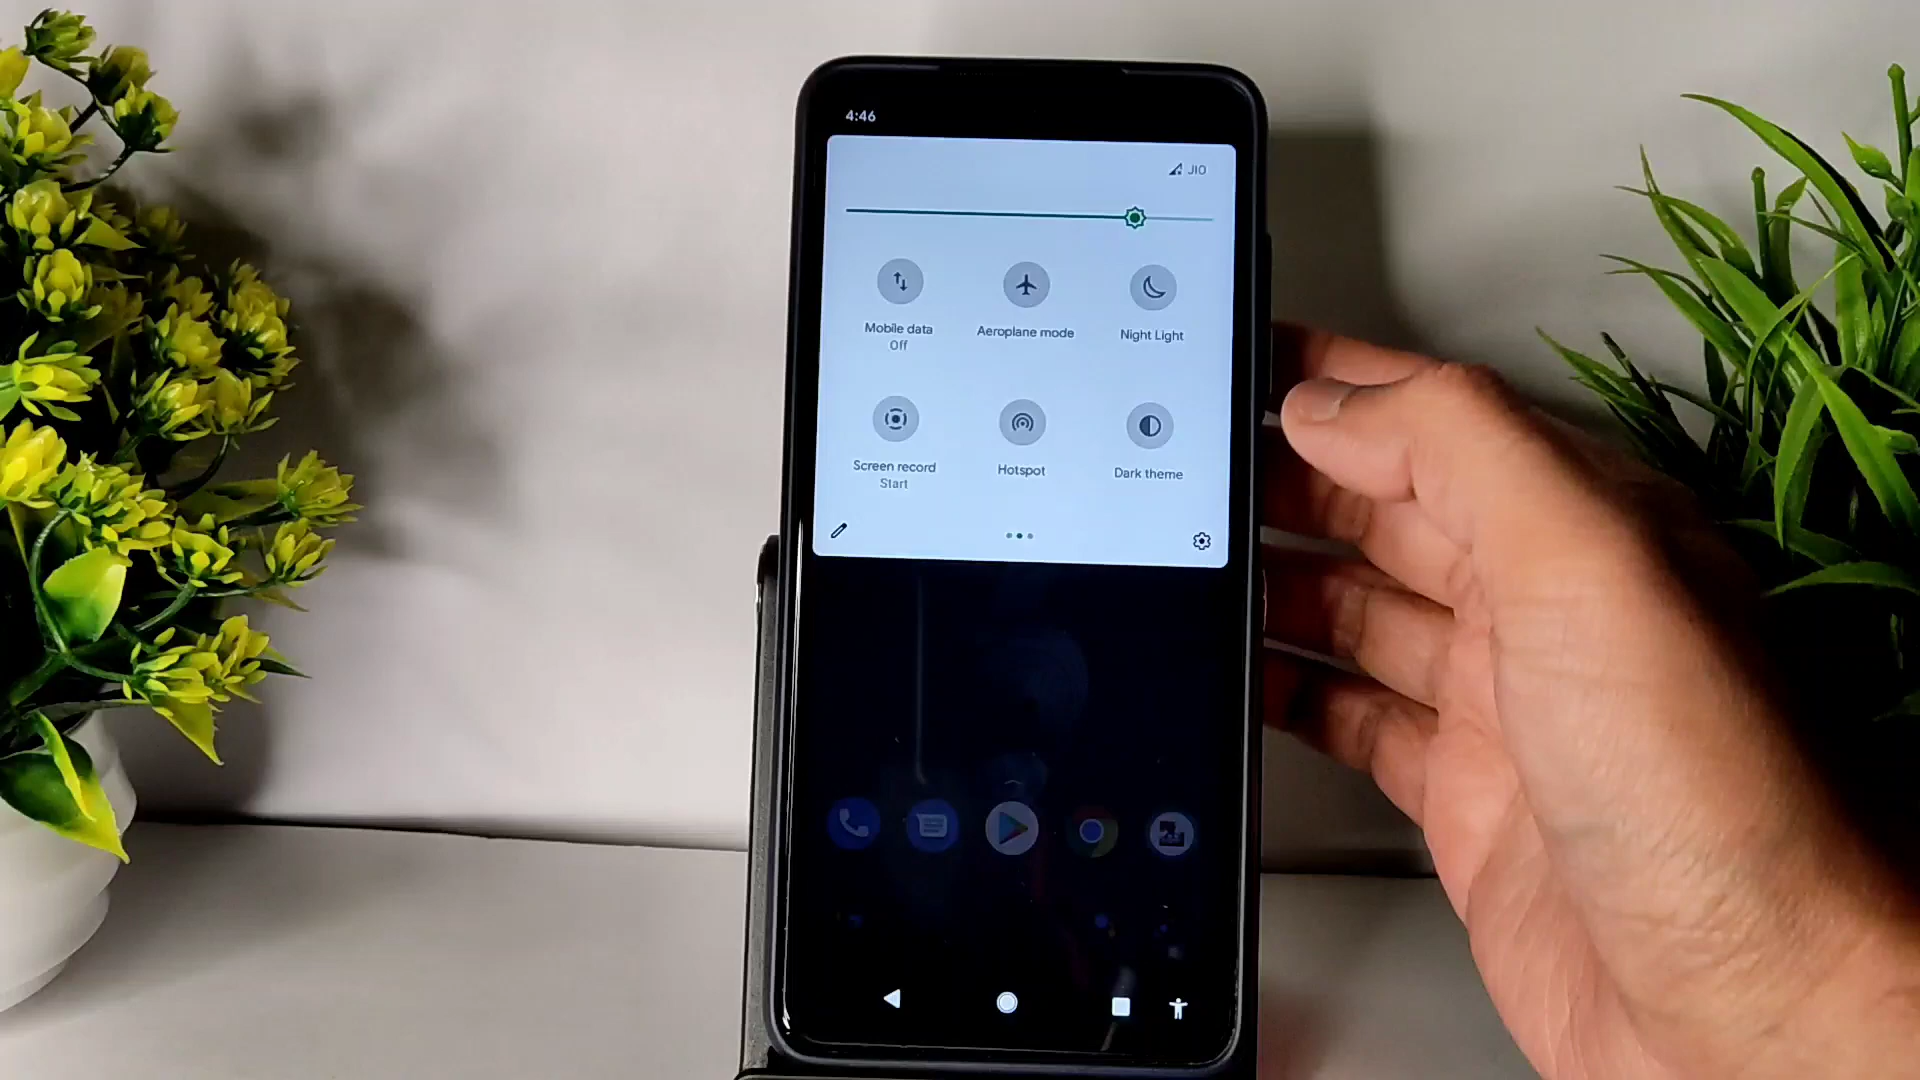 4:46
JIO
Mobile data
Off
Aeroplane mode
Night Light
Screen record
Start
Hotspot
Dark theme